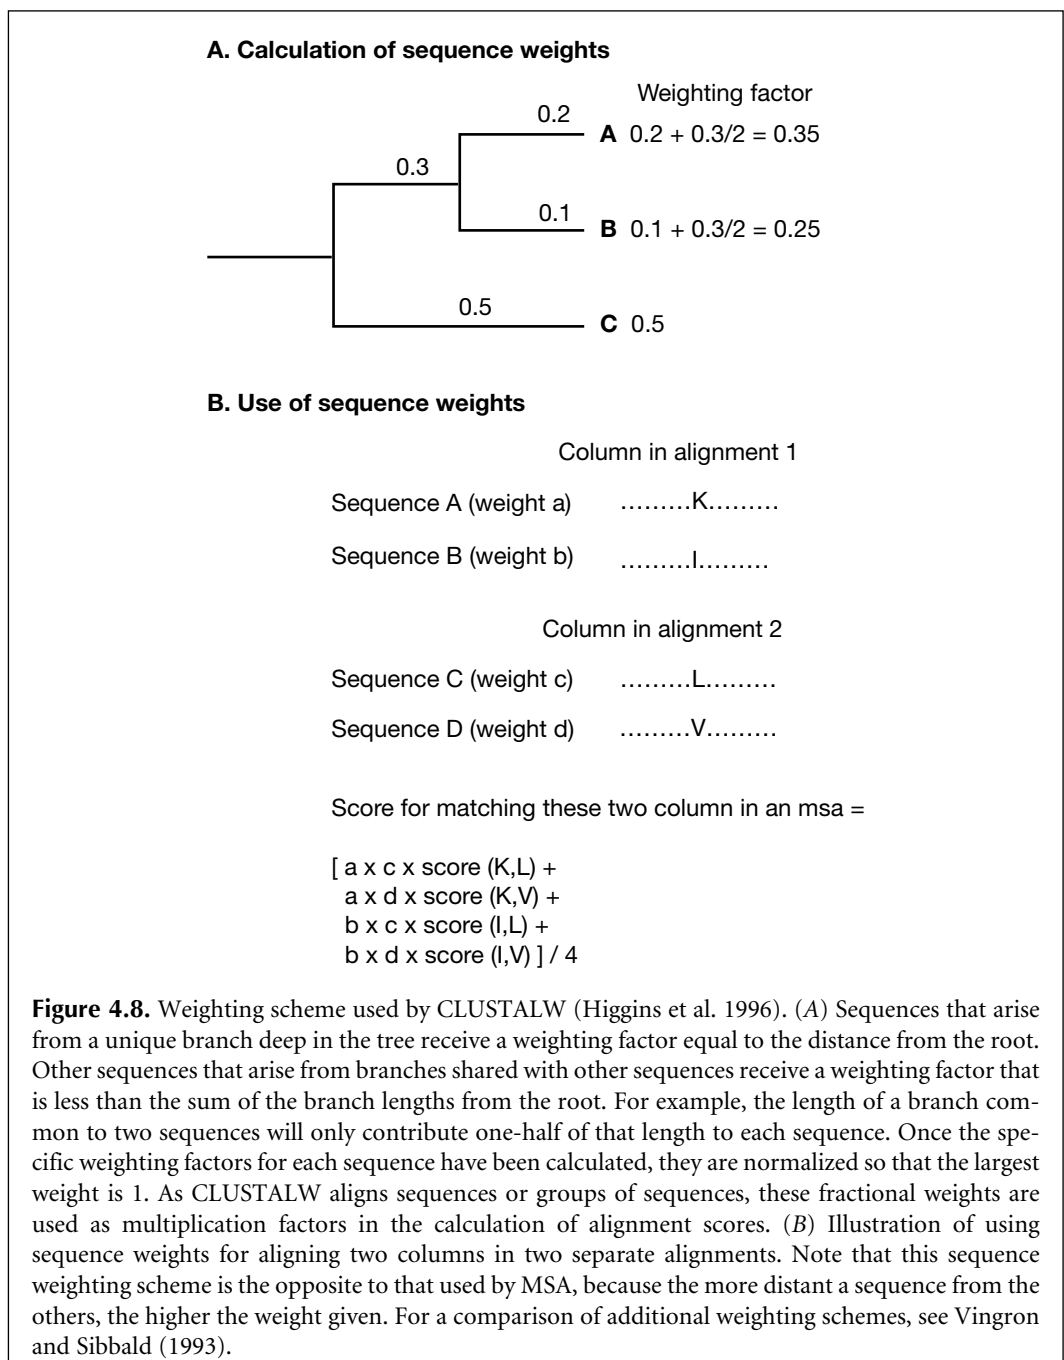 A. Calculation of sequence weights
Weighting factor
0.2
A 0.2 + 0.3/2 = 0.35
0.3
0.1
B 0.1 + 0.3/2 = 0.25
0.5
C 0.5
B. Use of sequence weights
Column in alignment 1
Sequence A (weight a) .........K.........
Sequence B (weight b) .........I.........
Column in alignment 2
Sequence C (weight c) .........L.........
Sequence D (weight d) .........V.........
Score for matching these two column in an msa =
[ a x c x score (K,L) +
a x d x score (K,V) +
b x c x score (I,L) +
b x d x score (I,V) ] / 4
Figure 4.8. Weighting scheme used by CLUSTALW (Higgins et al. 1996). (A) Sequences that arise
from a unique branch deep in the tree receive a weighting factor equal to the distance from the root.
Other sequences that arise from branches shared with other sequences receive a weighting factor that
is less than the sum of the branch lengths from the root. For example, the length of a branch com-
mon to two sequences will only contribute one-half of that length to each sequence. Once the spe-
cific weighting factors for each sequence have been calculated, they are normalized so that the largest
weight is 1. As CLUSTALW aligns sequences or groups of sequences, these fractional weights are
used as multiplication factors in the calculation of alignment scores. (B) Illustration of using
sequence weights for aligning two columns in two separate alignments. Note that this sequence
weighting scheme is the opposite to that used by MSA, because the more distant a sequence from the
others, the higher the weight given. For a comparison of additional weighting schemes, see Vingron
and Sibbald (1993).